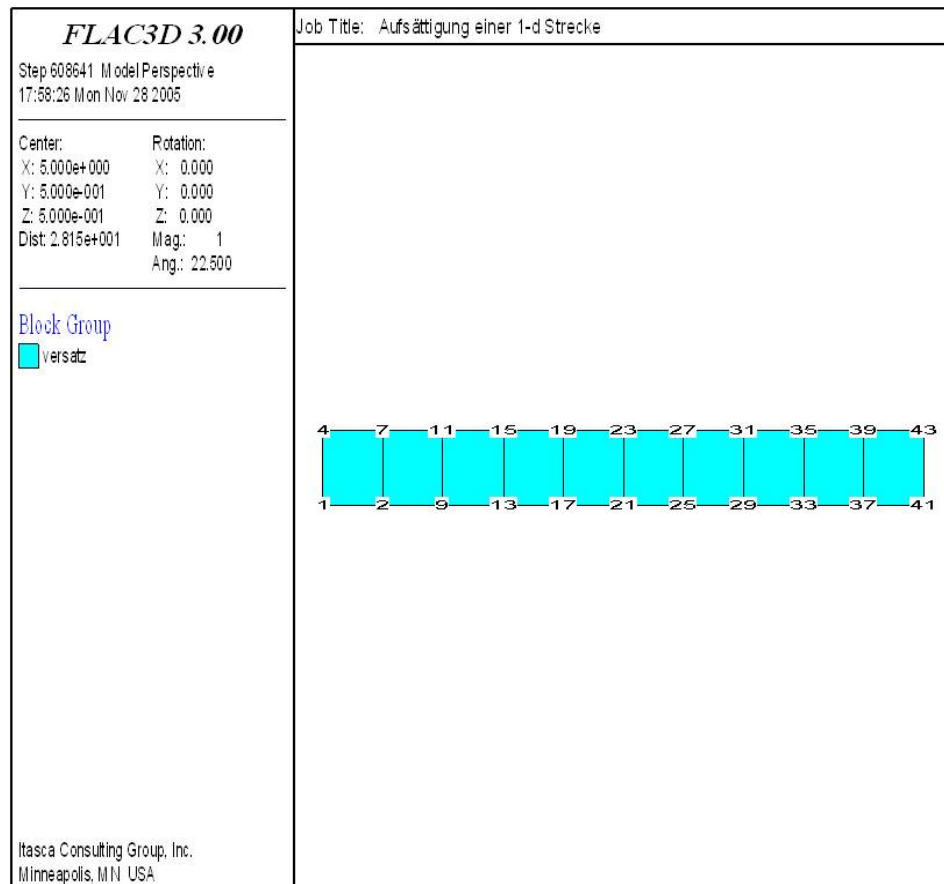 FLAC3D 3.00
Step 608641 Model Perspective
17:58:26 Mon Nov 28 2005
Center: Rotation:
X: 5.000e+000 X: 0.000
Y: 5.000e-001 Y: 0.000
Z: 5.000e-001 Z: 0.000
Dist: 2.815e+001 Mag.: 1
Ang.: 22.500
Block Group
versatz
Itasca Consulting Group, Inc.
Minneapolis, MN USA
Job Title: Aufsättigung einer 1-d Strecke
4 7 11 15 19 23 27 31 35 39 43
1 2 9 13 17 21 25 29 33 37 41